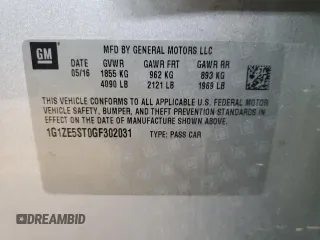 GM
MFD BY GENERAL MOTORS LLC
DATE GVWR GAWR FRT GAWR RR
05/16 1855 KG 962 KG 893 KG
4090 LB 2121 LB 1969 LB
THIS VEHICLE CONFORMS TO ALL APPLICABLE U.S. FEDERAL MOTOR
VEHICLE SAFETY, BUMPER, AND THEFT PREVENTION STANDARDS IN
EFFECT ON THE DATE OF MANUFACTURE SHOWN ABOVE.
1G1ZE5ST0GF302031 TYPE: PASS CAR
© DREAMBID